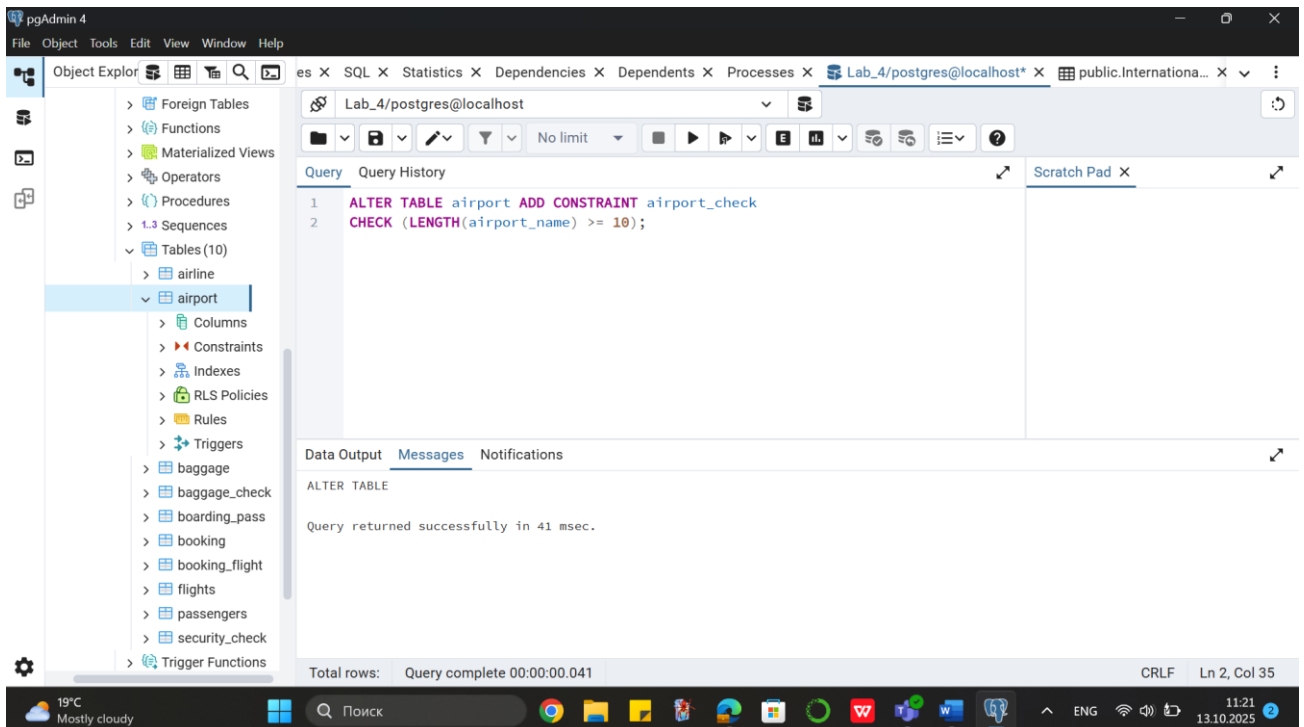 pgAdmin 4
File Object Tools Edit View Window Help
Object Explor
es SQL Statistics Dependencies Dependents Processes Lab_4/postgres@localhost* public.Internationa...
Foreign Tables
Functions
Materialized Views
Operators
Procedures
1..3 Sequences
Tables (10)
airline
airport
Columns
Constraints
Indexes
RLS Policies
Rules
Triggers
baggage
baggage_check
boarding_pass
booking
booking_flight
flights
passengers
security_check
Trigger Functions
Lab_4/postgres@localhost
No limit
E
Query Query History
Scratch Pad
1 ALTER TABLE airport ADD CONSTRAINT airport_check
2 CHECK (LENGTH(airport_name) >= 10);
Data Output Messages Notifications
ALTER TABLE
Query returned successfully in 41 msec.
Total rows: Query complete 00:00:00.041
CRLF Ln 2, Col 35
19°C
Mostly cloudy
Поиск
ENG
11:21
13.10.2025
2